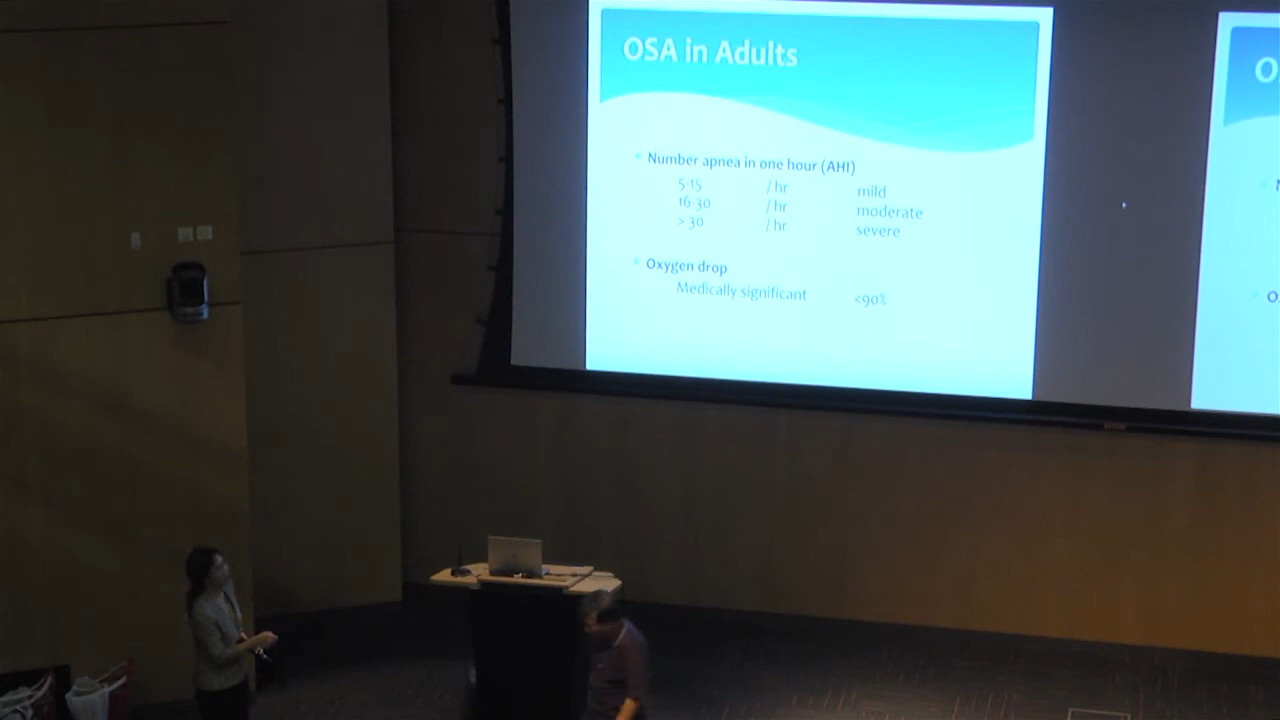 OSA in Adults
Number apnea in one hour (AHI)
5-15 /hr mild
16-30 /hr moderate
> 30 /hr severe
Oxygen drop
Medically significant <90%
O